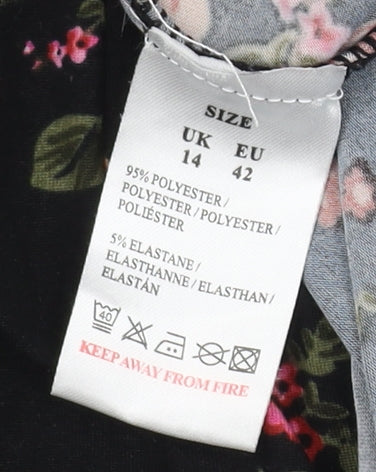 SIZE
UK EU
14 42
95% POLYESTER /
POLYESTER / POLYESTER /
POLIÉSTER
5% ELASTANE /
ELASTHANNE / ELASTHAN /
ELASTÁN
40
KEEP AWAY FROM FIRE